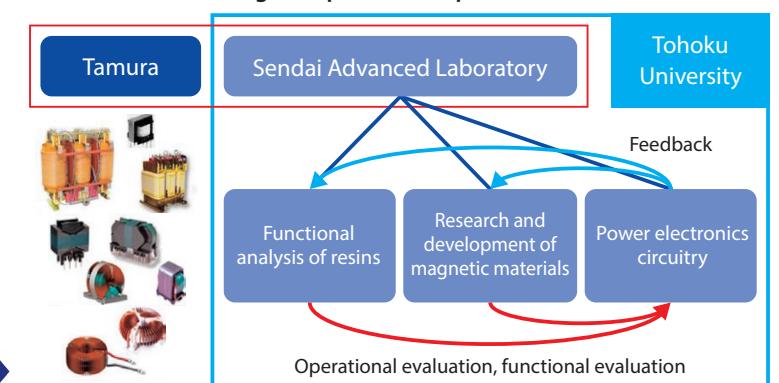 Tamura
Sendai Advanced Laboratory
Tohoku
University
Feedback
Functional
analysis of resins
Research and
development of
magnetic materials
Power electronics
circuitry
Operational evaluation, functional evaluation